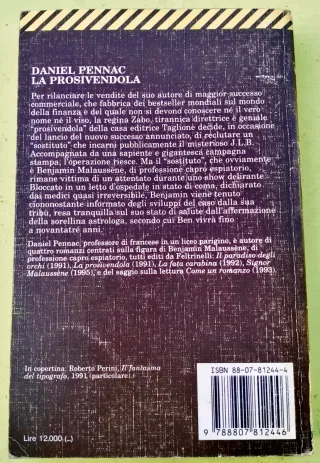 DANIEL PENNAC
LA PROSIVENDOLA
Per rilanciare le vendite del suo autore di maggior successo
commerciale, che fabbrica dei bestseller mondiali sul mondo
della finanza e del quale non si devono conoscere né il vero
nome né il viso, la regina Zabo, tirannica direttrice e geniale
"prosivendola" della casa editrice Taglione decide, in occasione
del lancio del nuovo successo annunciato, di reclutare un
"sostituto" che incarni pubblicamente il misterioso J.L.B.
Accompagnata da una sapiente e gigantesca campagna
stampa, l'operazione riesce. Ma il "sostituto", che ovviamente
è Benjamin Malaussène, di professione capro espiatorio,
rimane vittima di un attentato durante uno show delirante.
Bloccato in un letto d'ospedale in stato di coma, dichiarato
dai medici quasi irreversibile, Benjamin viene tenuto
ciononostante informato degli sviluppi del caso dalla sua
tribù, resa tranquilla sul suo stato di salute dall'affermazione
della sorellina astrologa, secondo cui Ben vivrà fino
a novantatré anni.
Daniel Pennac, professore di francese in un liceo parigino, è autore di
quattro romanzi centrati sulla figura di Benjamin Malaussène, di
professione capro espiatorio, tutti editi da Feltrinelli: Il paradiso degli
orchi (1991), La prosivendola (1991), La fata carabina (1992), Signor
Malaussène (1995), e del saggio sulla lettura Come un romanzo (1993).
In copertina: Roberto Perini, Il fantasma
del tipografo, 1991 (particolare).
ISBN 88-07-81244-4
9 788807 812446
Lire 12.000 (..)